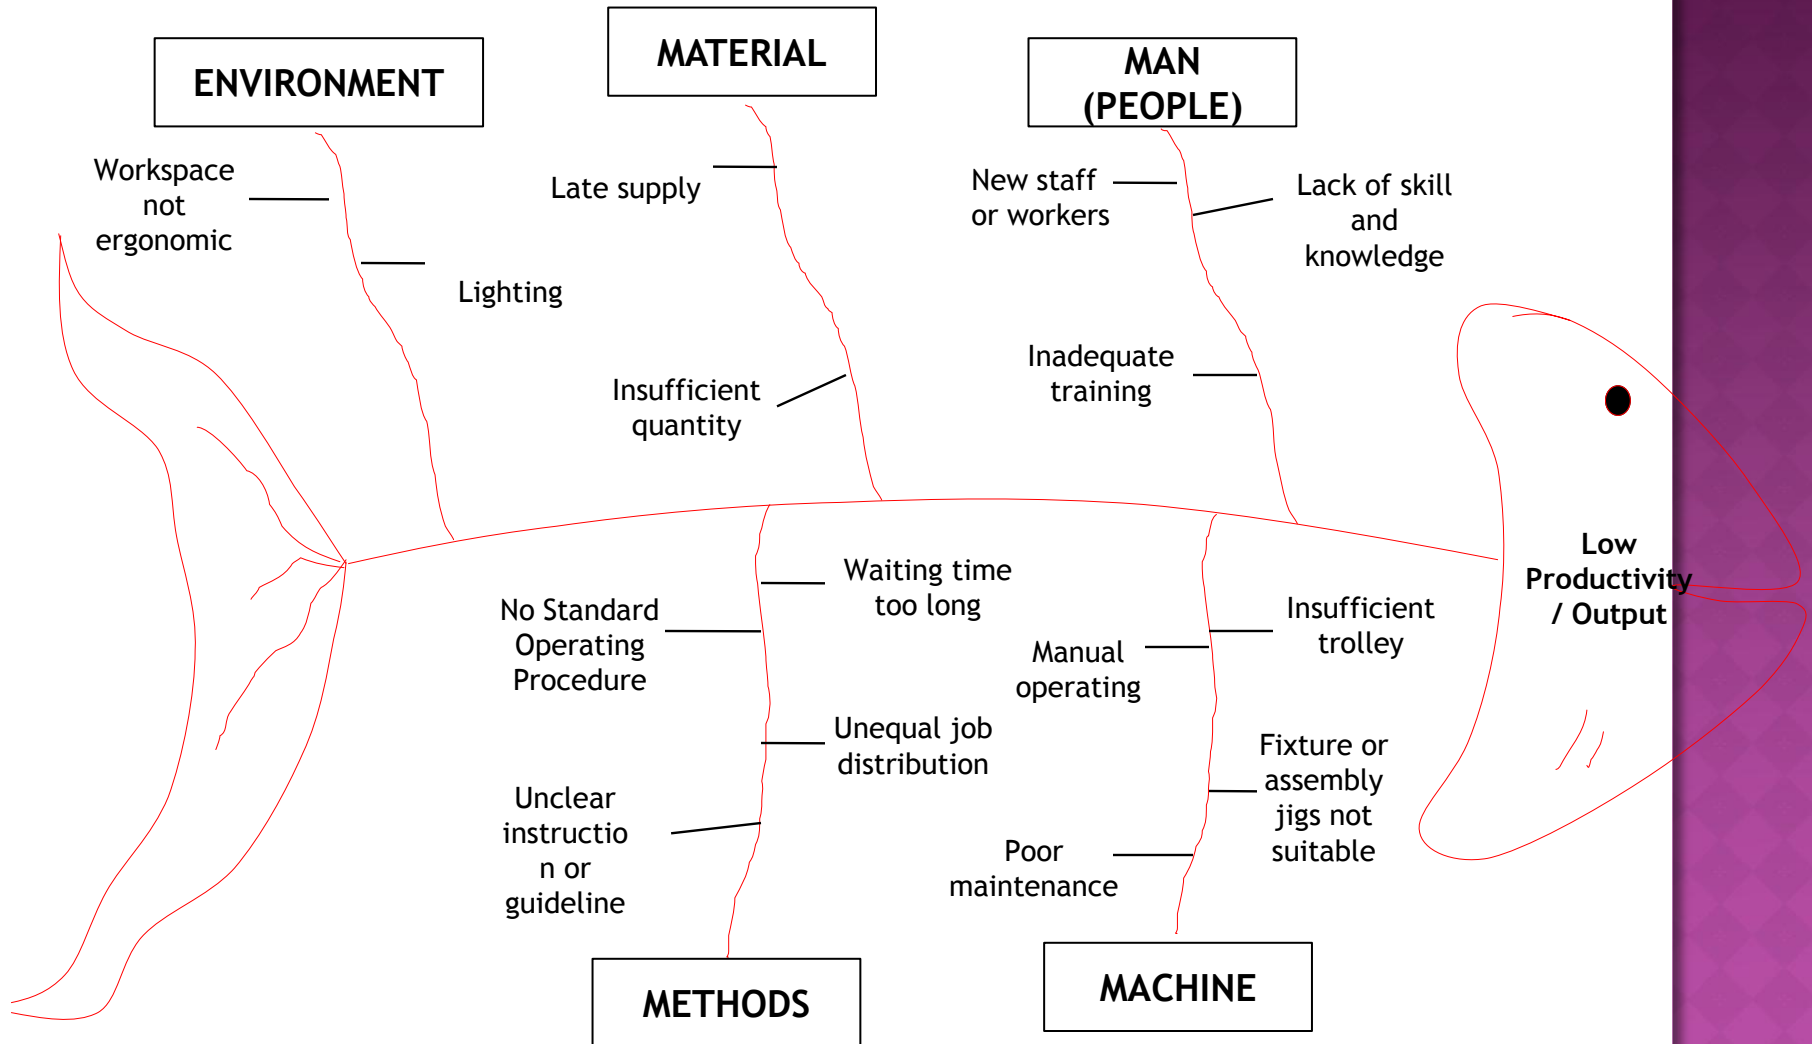 ENVIRONMENT
MATERIAL
MAN
(PEOPLE)
Workspace
not
ergonomic
Lighting
Late supply
Insufficient
quantity
New staff
or workers
Lack of skill
and
knowledge
Inadequate
training
Low
Productivity
/ Output
No Standard
Operating
Procedure
Waiting time
too long
Unequal job
distribution
Unclear
instructio
n or
guideline
Manual
operating
Insufficient
trolley
Fixture or
assembly
jigs not
suitable
Poor
maintenance
METHODS
MACHINE